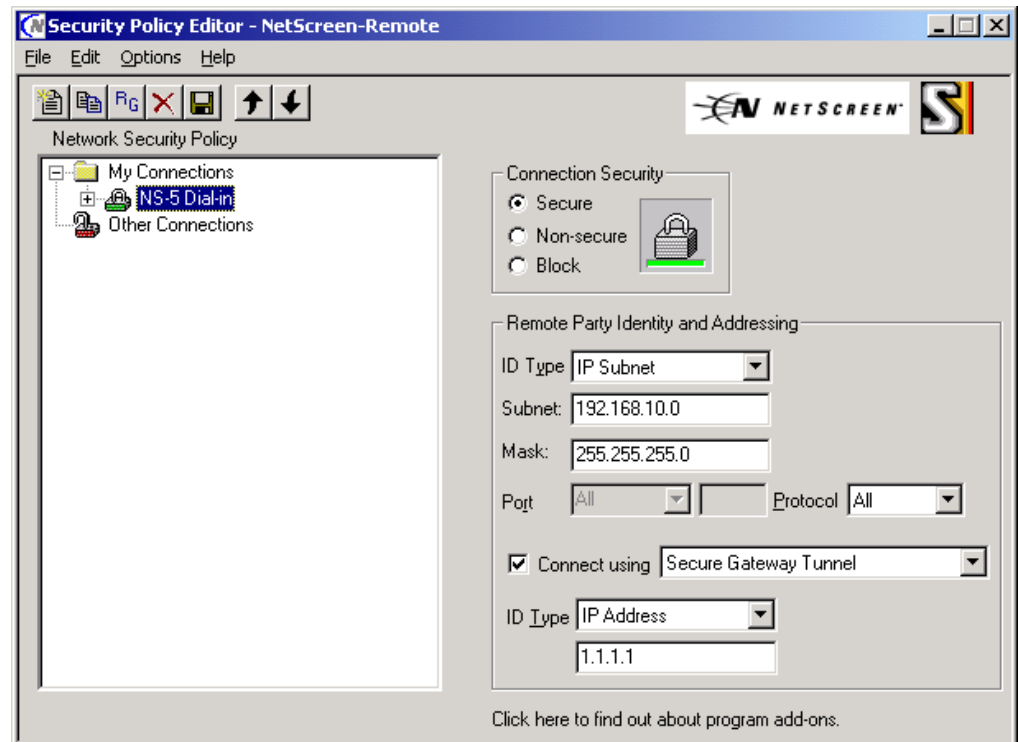 Security Policy Editor - NetScreen-Remote
File Edit Options Help
RG
N NETSCREEN
Network Security Policy
My Connections
NS-5 Dial-in
Other Connections
Connection Security
Secure
Non-secure
Block
Remote Party Identity and Addressing
ID Type IP Subnet
Subnet: 192.168.10.0
Mask: 255.255.255.0
Port All Protocol All
Connect using Secure Gateway Tunnel
ID Type IP Address
1.1.1.1
Click here to find out about program add-ons.